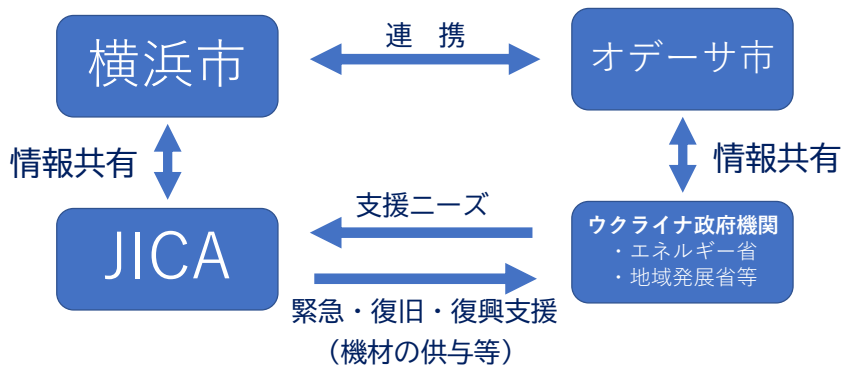 横浜市
連 携
オデーサ市
情報共有
情報共有
支援ニーズ
JICA
ウクライナ政府機関
・エネルギー省
・地域発展省等
緊急・復旧・復興支援
（機材の供与等）